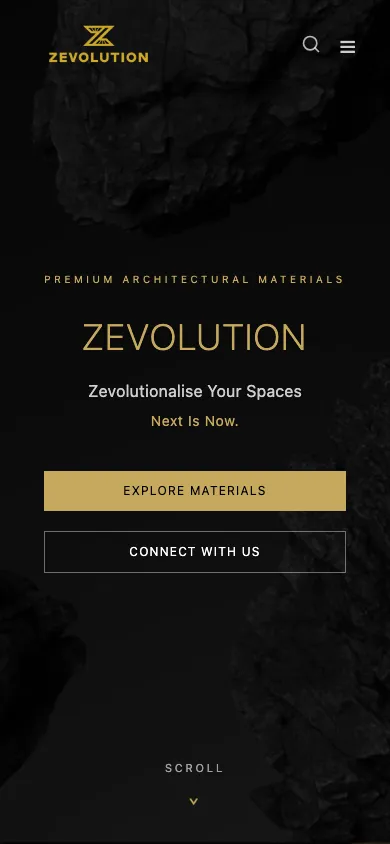 ZEVOLUTION
PREMIUM ARCHITECTURAL MATERIALS
ZEVOLUTION
Zevolutionalise Your Spaces
Next Is Now.
EXPLORE MATERIALS
CONNECT WITH US
SCROLL